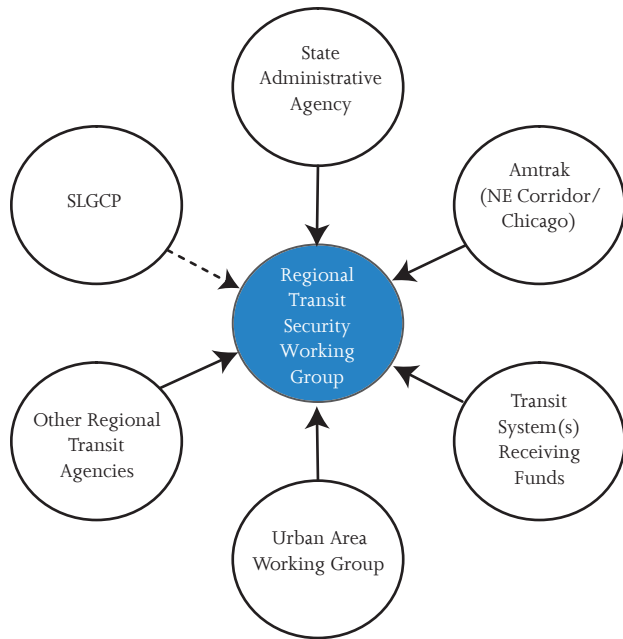 State
Administrative
Agency
SLGCP
Amtrak
(NE Corridor/
Chicago)
Regional
Transit
Security
Working
Group
Other Regional
Transit
Agencies
Transit
System(s)
Receiving
Funds
Urban Area
Working Group